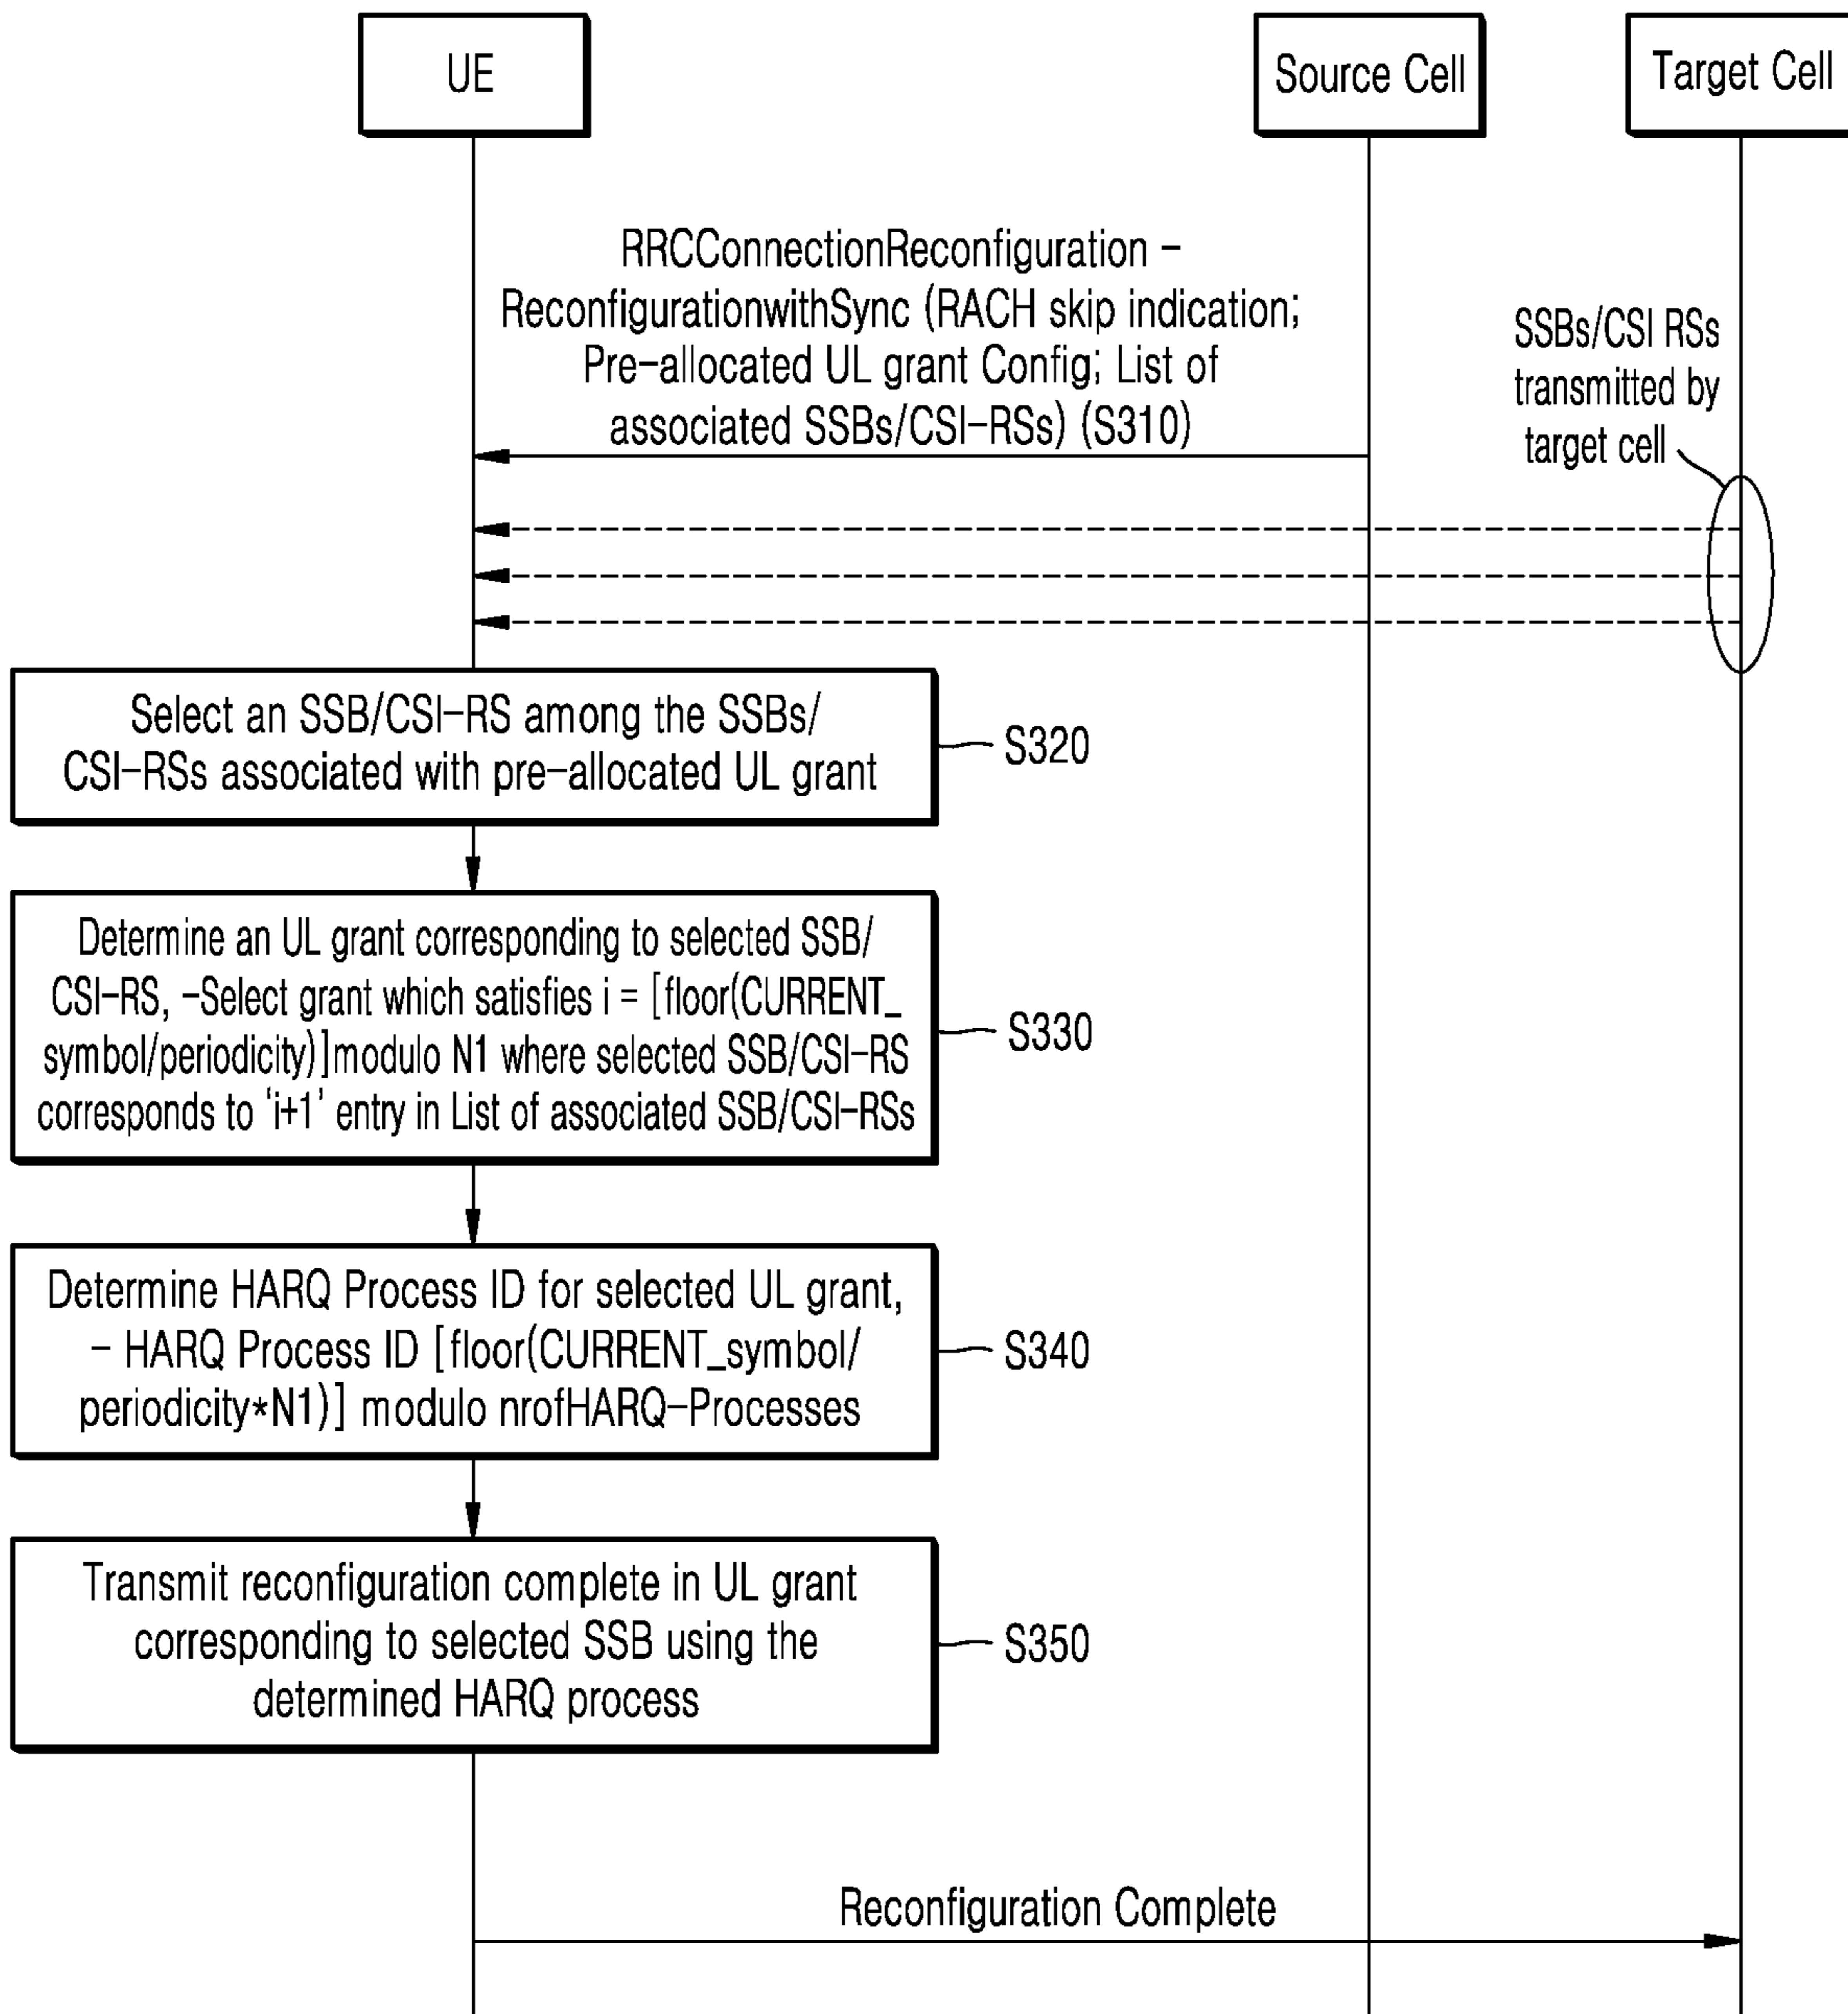 UE
Source Cell
Target Cell
RRCConnectionReconfiguration –
ReconfigurationwithSync (RACH skip indication;
Pre-allocated UL grant Config; List of
associated SSBs/CSI-RSs) (S310)
SSBs/CSI RSs
transmitted by
target cell
Select an SSB/CSI-RS among the SSBs/
CSI-RSs associated with pre-allocated UL grant
S320
Determine an UL grant corresponding to selected SSB/
CSI-RS, -Select grant which satisfies i = [floor(CURRENT_
symbol/periodicity)]modulo N1 where selected SSB/CSI-RS
corresponds to ‘i+1’ entry in List of associated SSB/CSI-RSs
S330
Determine HARQ Process ID for selected UL grant,
– HARQ Process ID [floor(CURRENT_symbol/
periodicity*N1)] modulo nrofHARQ-Processes
S340
Transmit reconfiguration complete in UL grant
corresponding to selected SSB using the
determined HARQ process
S350
Reconfiguration Complete